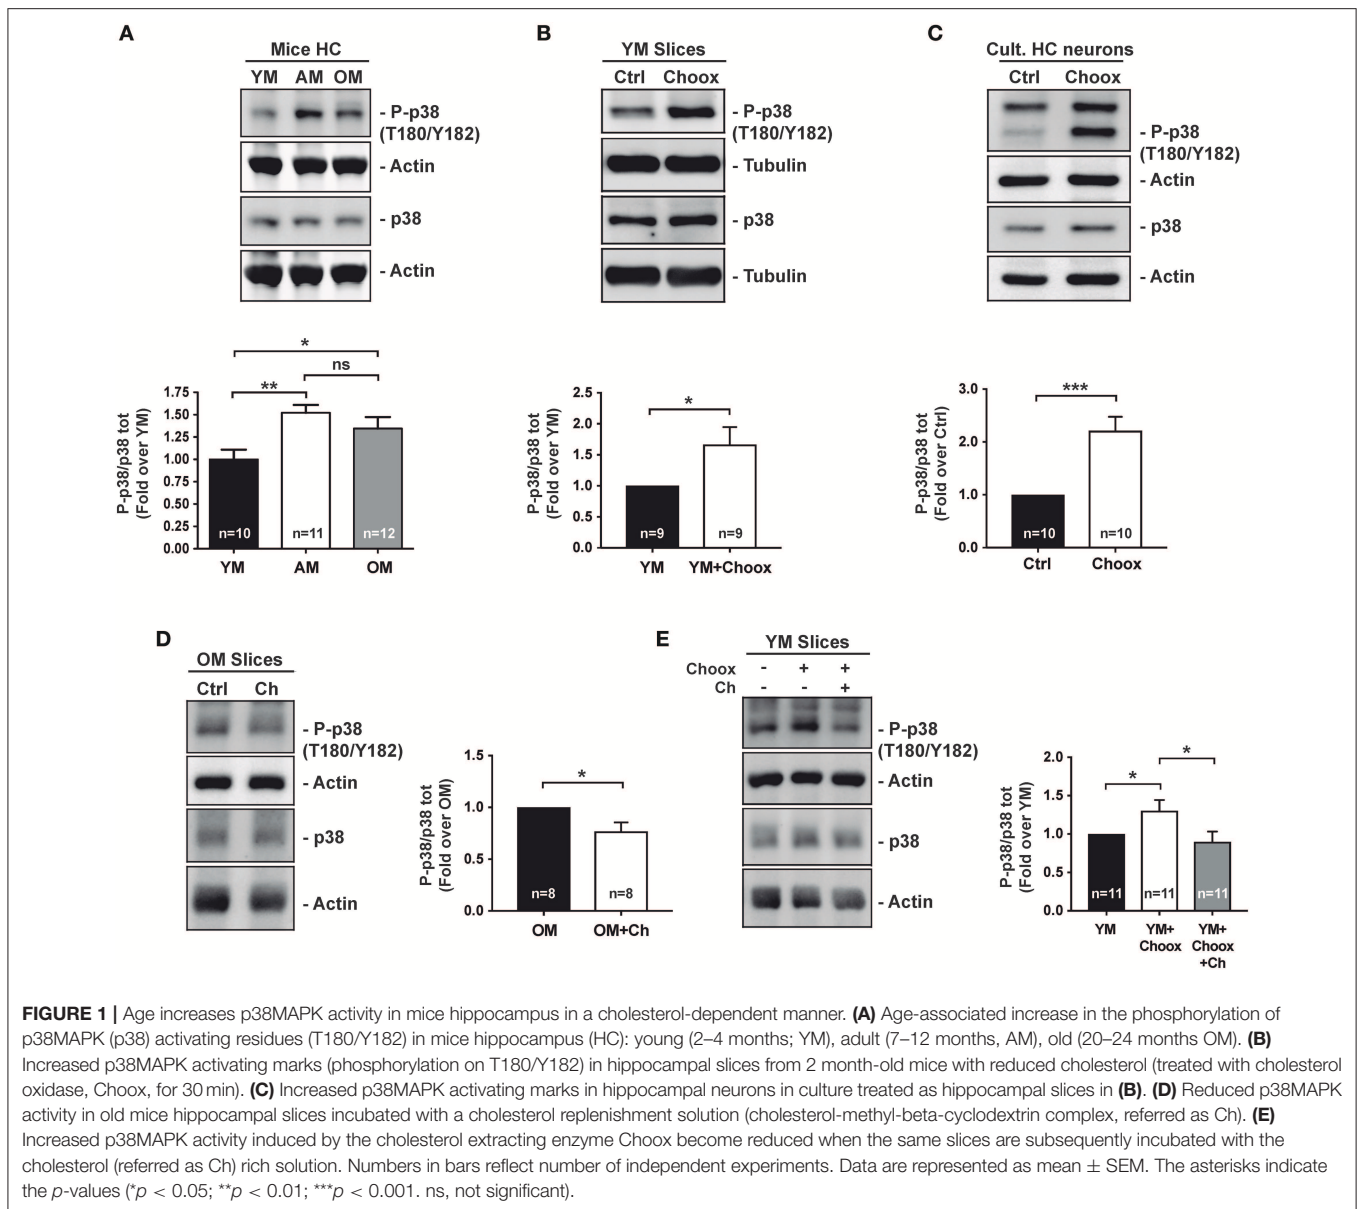 A
Mice HC
YM AM OM
- P-p38
(T180/Y182)
- Actin
- p38
- Actin
P-p38/p38 tot
(Fold over YM)
1.75
1.50
1.25
1.00
0.75
0.50
0.25
0.00
*
ns
**
n=10
n=11
n=12
YM
AM
OM
B
YM Slices
Ctrl Choox
- P-p38
(T180/Y182)
- Tubulin
- p38
- Tubulin
P-p38/p38 tot
(Fold over YM)
2.5
2.0
1.5
1.0
0.5
0.0
*
n=9
n=9
YM
YM+Choox
C
Cult. HC neurons
Ctrl Choox
- P-p38
(T180/Y182)
- Actin
- p38
- Actin
P-p38/p38 tot
(Fold over Ctrl)
3.0
2.0
1.0
0.0
***
n=10
n=10
Ctrl
Choox
D
OM Slices
Ctrl Ch
- P-p38
(T180/Y182)
- Actin
- p38
- Actin
P-p38/p38 tot
(Fold over OM)
1.5
1.0
0.5
0.0
*
n=8
n=8
OM
OM+Ch
E
YM Slices
Choox - + +
Ch - - +
- P-p38
(T180/Y182)
- Actin
- p38
- Actin
P-p38/p38 tot
(Fold over YM)
2.0
1.5
1.0
0.5
0.0
*
*
n=11
n=11
n=11
YM
YM+
Choox
YM+
Choox
+Ch
FIGURE 1 | Age increases p38MAPK activity in mice hippocampus in a cholesterol-dependent manner. (A) Age-associated increase in the phosphorylation of
p38MAPK (p38) activating residues (T180/Y182) in mice hippocampus (HC): young (2–4 months; YM), adult (7–12 months, AM), old (20–24 months OM). (B)
Increased p38MAPK activating marks (phosphorylation on T180/Y182) in hippocampal slices from 2 month-old mice with reduced cholesterol (treated with cholesterol
oxidase, Choox, for 30 min). (C) Increased p38MAPK activating marks in hippocampal neurons in culture treated as hippocampal slices in (B). (D) Reduced p38MAPK
activity in old mice hippocampal slices incubated with a cholesterol replenishment solution (cholesterol-methyl-beta-cyclodextrin complex, referred as Ch). (E)
Increased p38MAPK activity induced by the cholesterol extracting enzyme Choox become reduced when the same slices are subsequently incubated with the
cholesterol (referred as Ch) rich solution. Numbers in bars reflect number of independent experiments. Data are represented as mean ± SEM. The asterisks indicate
the p-values (*p < 0.05; **p < 0.01; ***p < 0.001. ns, not significant).